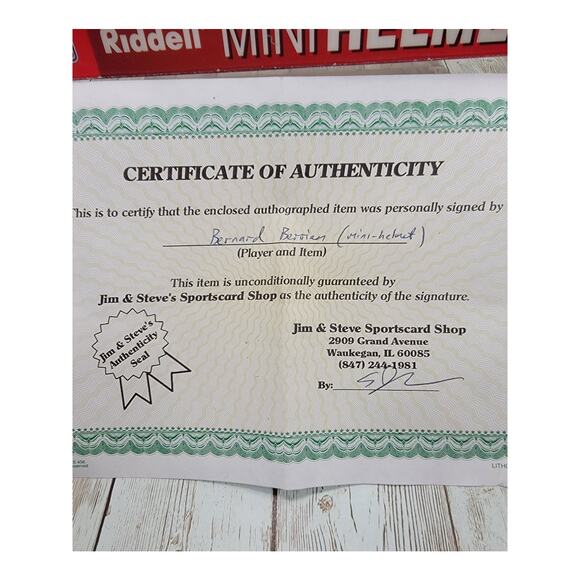 Riddell MINI HELME
CERTIFICATE OF AUTHENTICITY
This is to certify that the enclosed autographed item was personally signed by
Bernard Berrian (mini-helmet)
(Player and Item)
This item is unconditionally guaranteed by
Jim & Steve's Sportscard Shop as the authenticity of the signature.
Jim & Steve's
Authenticity
Seal
Jim & Steve Sportscard Shop
2909 Grand Avenue
Waukegan, IL 60085
(847) 244-1981
By:
LITHO